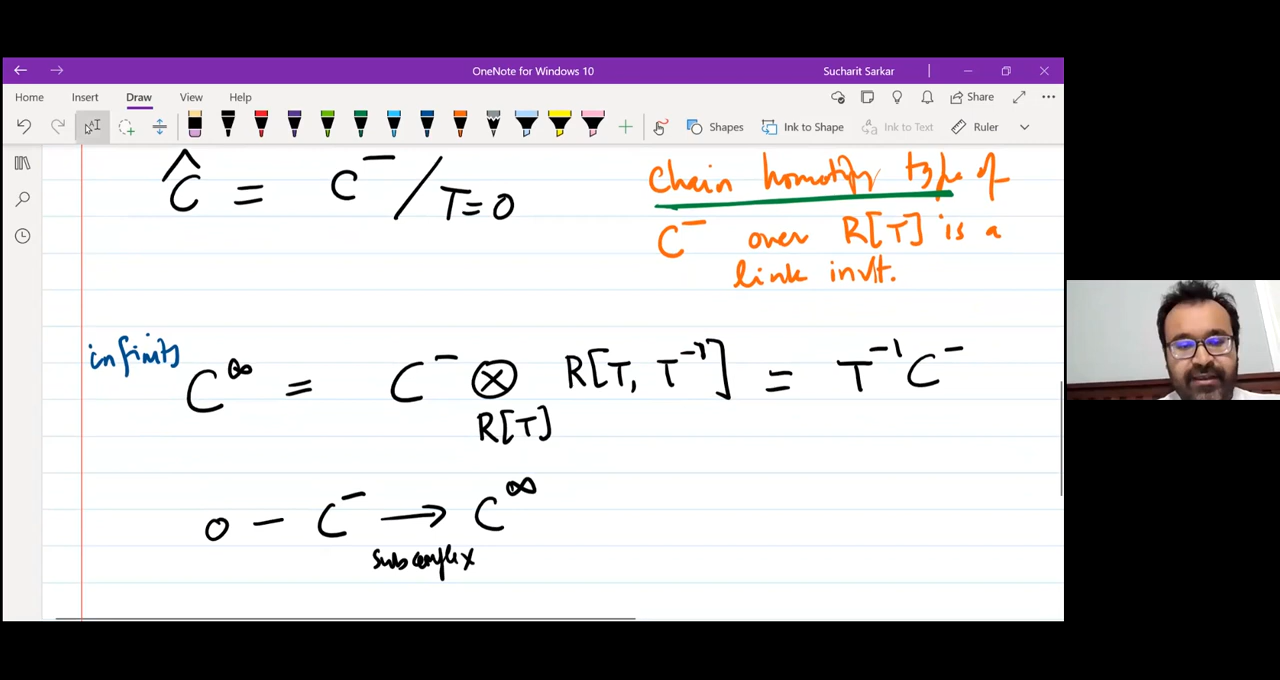 OneNote for Windows 10
Sucharit Sarkar
Home Insert Draw View Help
Share
Shapes Ink to Shape Ink to Text Ruler
Ĉ = C⁻ / T=0
Chain homotopy type of
C⁻ over R[T] is a
link invt.
infinity
C^∞ = C⁻ ⊗ R[T, T⁻¹] = T⁻¹ C⁻
R[T]
0 — C⁻ → C^∞
subcomplex